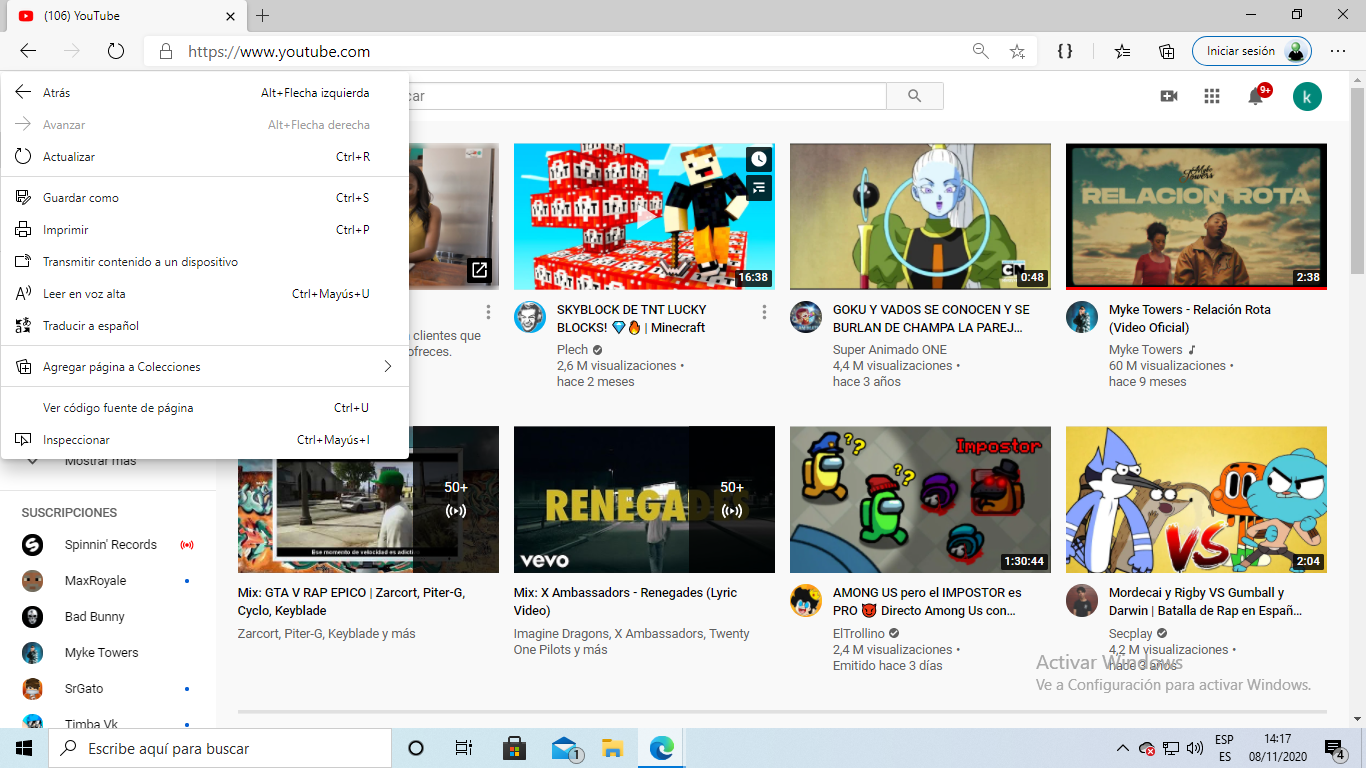 (106) YouTube
https://www.youtube.com
Iniciar sesión
Atrás Alt+Flecha izquierda
Avanzar Alt+Flecha derecha
Actualizar Ctrl+R
Guardar como Ctrl+S
Imprimir Ctrl+P
Transmitir contenido a un dispositivo
Leer en voz alta Ctrl+Mayús+U
Traducir a español
Agregar página a Colecciones
Ver código fuente de página Ctrl+U
Inspeccionar Ctrl+Mayús+I
car
9+
k
clientes que
ofreces.
TNT
16:38
SKYBLOCK DE TNT LUCKY
BLOCKS! 💎🔥 | Minecraft
Plech
2,6 M visualizaciones •
hace 2 meses
CN
0:48
GOKU Y VADOS SE CONOCEN Y SE
BURLAN DE CHAMPA LA PAREJ...
Super Animado ONE
4,4 M visualizaciones •
hace 3 años
Myke Towers
RELACION ROTA
2:38
Myke Towers - Relación Rota
(Video Oficial)
Myke Towers
60 M visualizaciones •
hace 9 meses
Mostrar más
SUSCRIPCIONES
Spinnin' Records
MaxRoyale
Bad Bunny
Myke Towers
SrGato
Timba Vk
50+
Ese momento de velocidad es adictivo
Mix: GTA V RAP EPICO | Zarcort, Piter-G,
Cyclo, Keyblade
Zarcort, Piter-G, Keyblade y más
RENEGADES
vevo
50+
Mix: X Ambassadors - Renegades (Lyric
Video)
Imagine Dragons, X Ambassadors, Twenty
One Pilots y más
??
??
Impostor
1:30:44
AMONG US pero el IMPOSTOR es
PRO 😈 Directo Among Us con...
ElTrollino
2,4 M visualizaciones •
Emitido hace 3 días
VS
2:04
Mordecai y Rigby VS Gumball y
Darwin | Batalla de Rap en Españ...
Secplay
4,2 M visualizaciones •
hace 3 años
Activar Windows
Ve a Configuración para activar Windows.
Escribe aquí para buscar
1
ESP
ES
14:17
08/11/2020
4